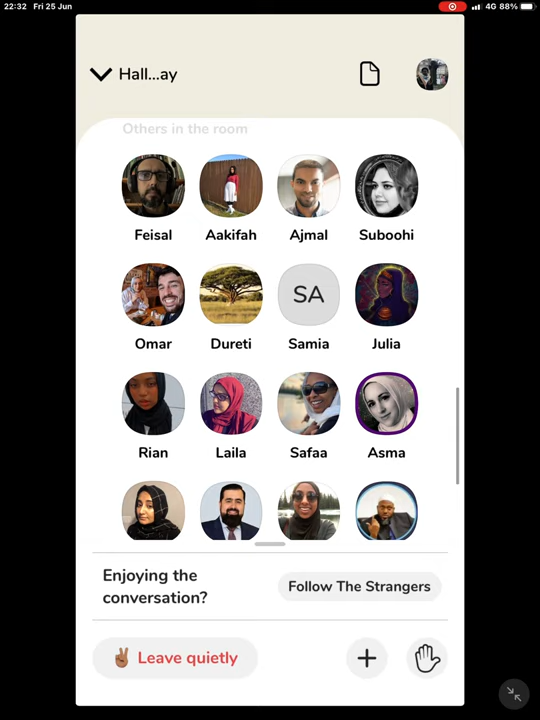 22:32 Fri 25 Jun 4G 88%
Hall...ay
Others in the room
Feisal Aakifah Ajmal Suboohi
SA
Omar Dureti Samia Julia
Rian Laila Safaa Asma
Enjoying the
conversation?
Follow The Strangers
Leave quietly